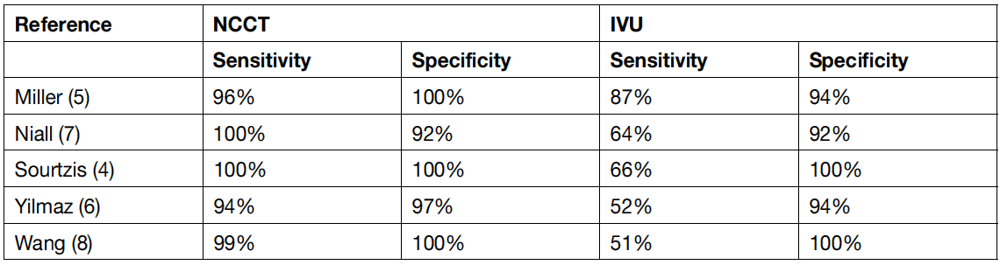 Reference NCCT IVU
Sensitivity Specificity Sensitivity Specificity
Miller (5) 96% 100% 87% 94%
Niall (7) 100% 92% 64% 92%
Sourtzis (4) 100% 100% 66% 100%
Yilmaz (6) 94% 97% 52% 94%
Wang (8) 99% 100% 51% 100%